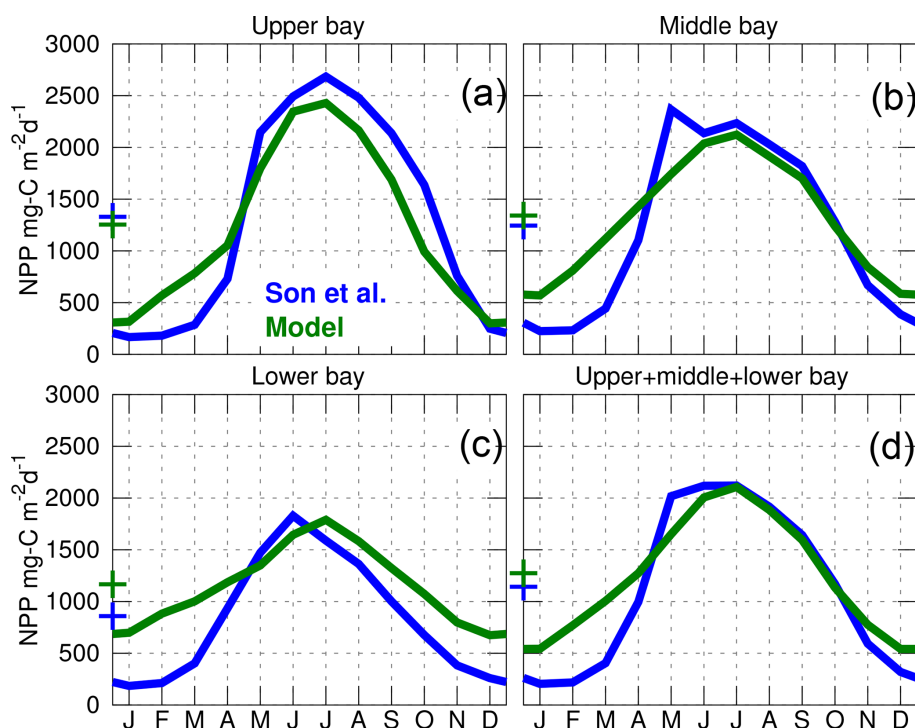 Upper bay
Middle bay
3000
2500
2000
1500
1000
500
0
NPP mg-C m-2d-1
(a)
(b)
Son et al.
Model
Lower bay
Upper+middle+lower bay
3000
2500
2000
1500
1000
500
0
NPP mg-C m-2d-1
(c)
(d)
J F M A M J J A S O N D
J F M A M J J A S O N D